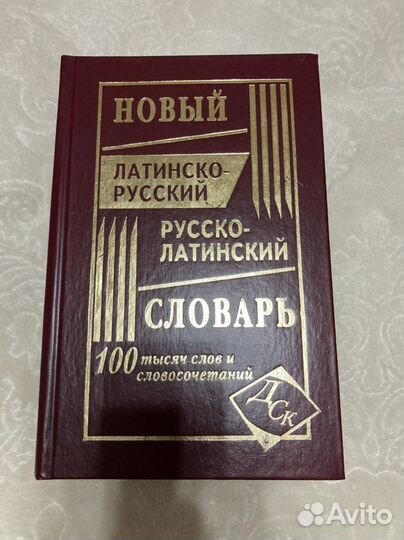 НОВЫЙ
ЛАТИНСКО-
РУССКИЙ
РУССКО-
ЛАТИНСКИЙ
СЛОВАРЬ
100 тысяч слов и
словосочетаний
ДСК
Avito